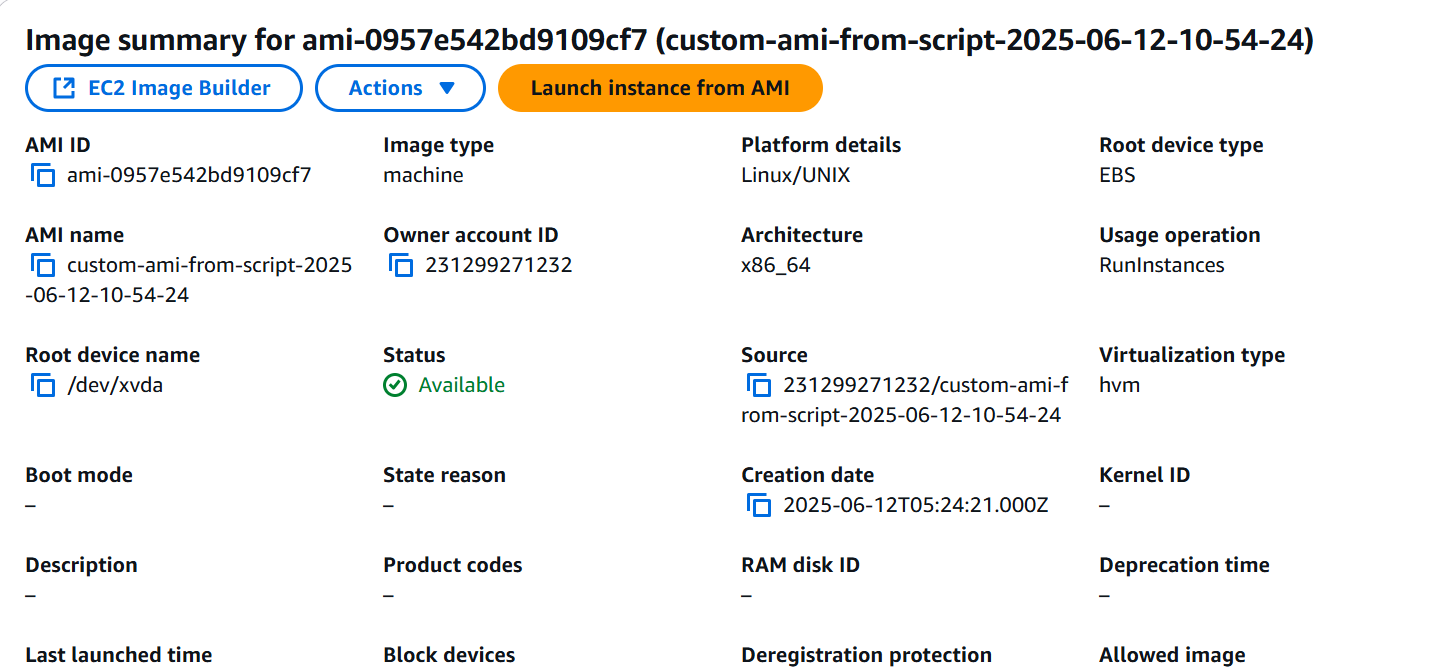 Image summary for ami-0957e542bd9109cf7 (custom-ami-from-script-2025-06-12-10-54-24)
EC2 Image Builder
Actions
Launch instance from AMI
AMI ID
ami-0957e542bd9109cf7
Image type
machine
Platform details
Linux/UNIX
Root device type
EBS
AMI name
custom-ami-from-script-2025
-06-12-10-54-24
Owner account ID
231299271232
Architecture
x86_64
Usage operation
RunInstances
Root device name
/dev/xvda
Status
Available
Source
231299271232/custom-ami-f
rom-script-2025-06-12-10-54-24
Virtualization type
hvm
Boot mode
–
State reason
–
Creation date
2025-06-12T05:24:21.000Z
Kernel ID
–
Description
–
Product codes
–
RAM disk ID
–
Deprecation time
–
Last launched time
Block devices
Deregistration protection
Allowed image